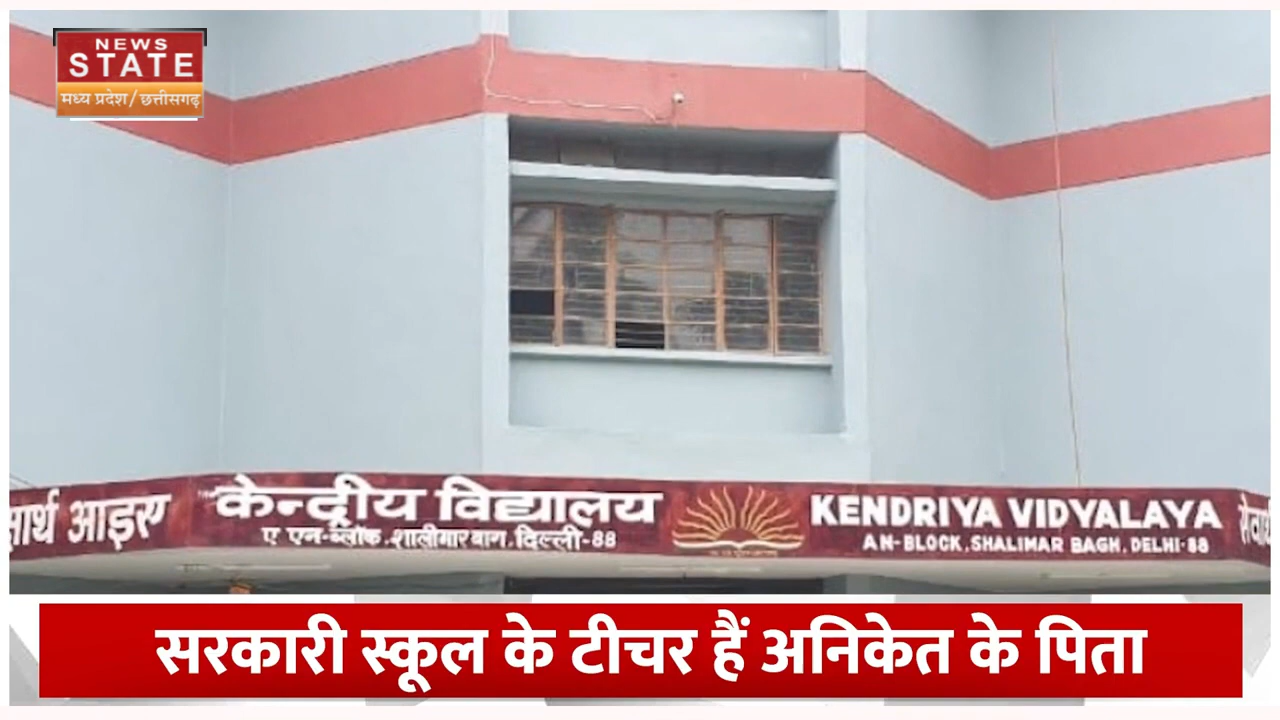 NEWS
STATE
मध्य प्रदेश/छत्तीसगढ़
केन्द्रीय विद्यालय
ए एन-ब्लॉक, शालीमार बाग, दिल्ली-88
KENDRIYA VIDYALAYA
AN-BLOCK, SHALIMAR BAGH, DELHI-88
आइए
सरकारी स्कूल के टीचर हैं अनिकेत के पिता